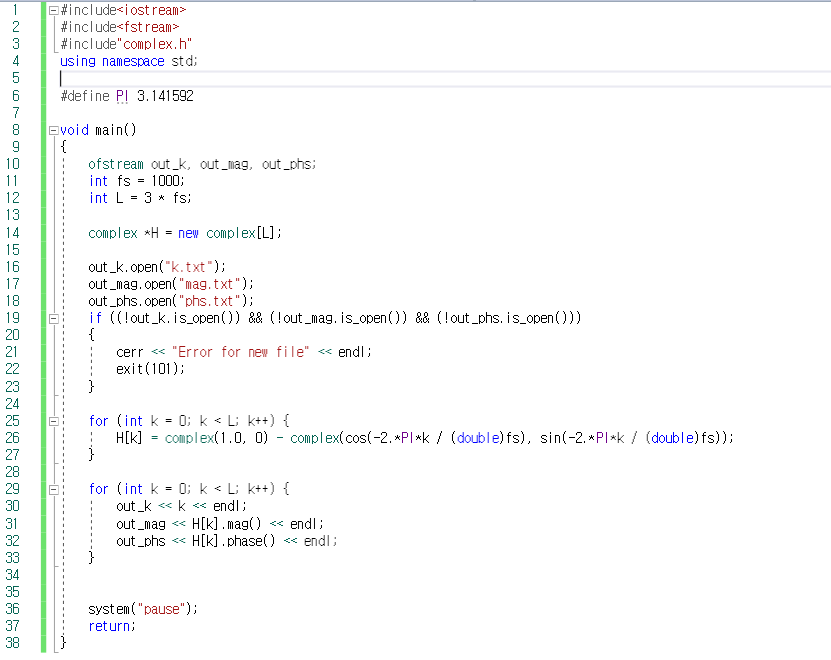 1 #include<iostream>
2 #include<fstream>
3 #include"complex.h"
4 using namespace std;
5
6 #define PI 3.141592
7
8 void main()
9 {
10 ofstream out_k, out_mag, out_phs;
11 int fs = 1000;
12 int L = 3 * fs;
13
14 complex *H = new complex[L];
15
16 out_k.open("k.txt");
17 out_mag.open("mag.txt");
18 out_phs.open("phs.txt");
19 if ((!out_k.is_open()) && (!out_mag.is_open()) && (!out_phs.is_open()))
20 {
21 cerr << "Error for new file" << endl;
22 exit(101);
23 }
24
25 for (int k = 0; k < L; k++) {
26 H[k] = complex(1.0, 0) - complex(cos(-2.*PI*k / (double)fs), sin(-2.*PI*k / (double)fs));
27 }
28
29 for (int k = 0; k < L; k++) {
30 out_k << k << endl;
31 out_mag << H[k].mag() << endl;
32 out_phs << H[k].phase() << endl;
33 }
34
35
36 system("pause");
37 return;
38 }